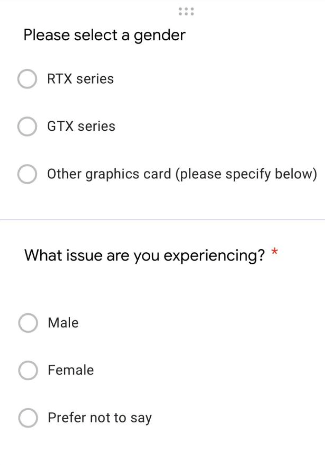 Please select a gender
RTX series
GTX series
Other graphics card (please specify below)
What issue are you experiencing? *
Male
Female
Prefer not to say